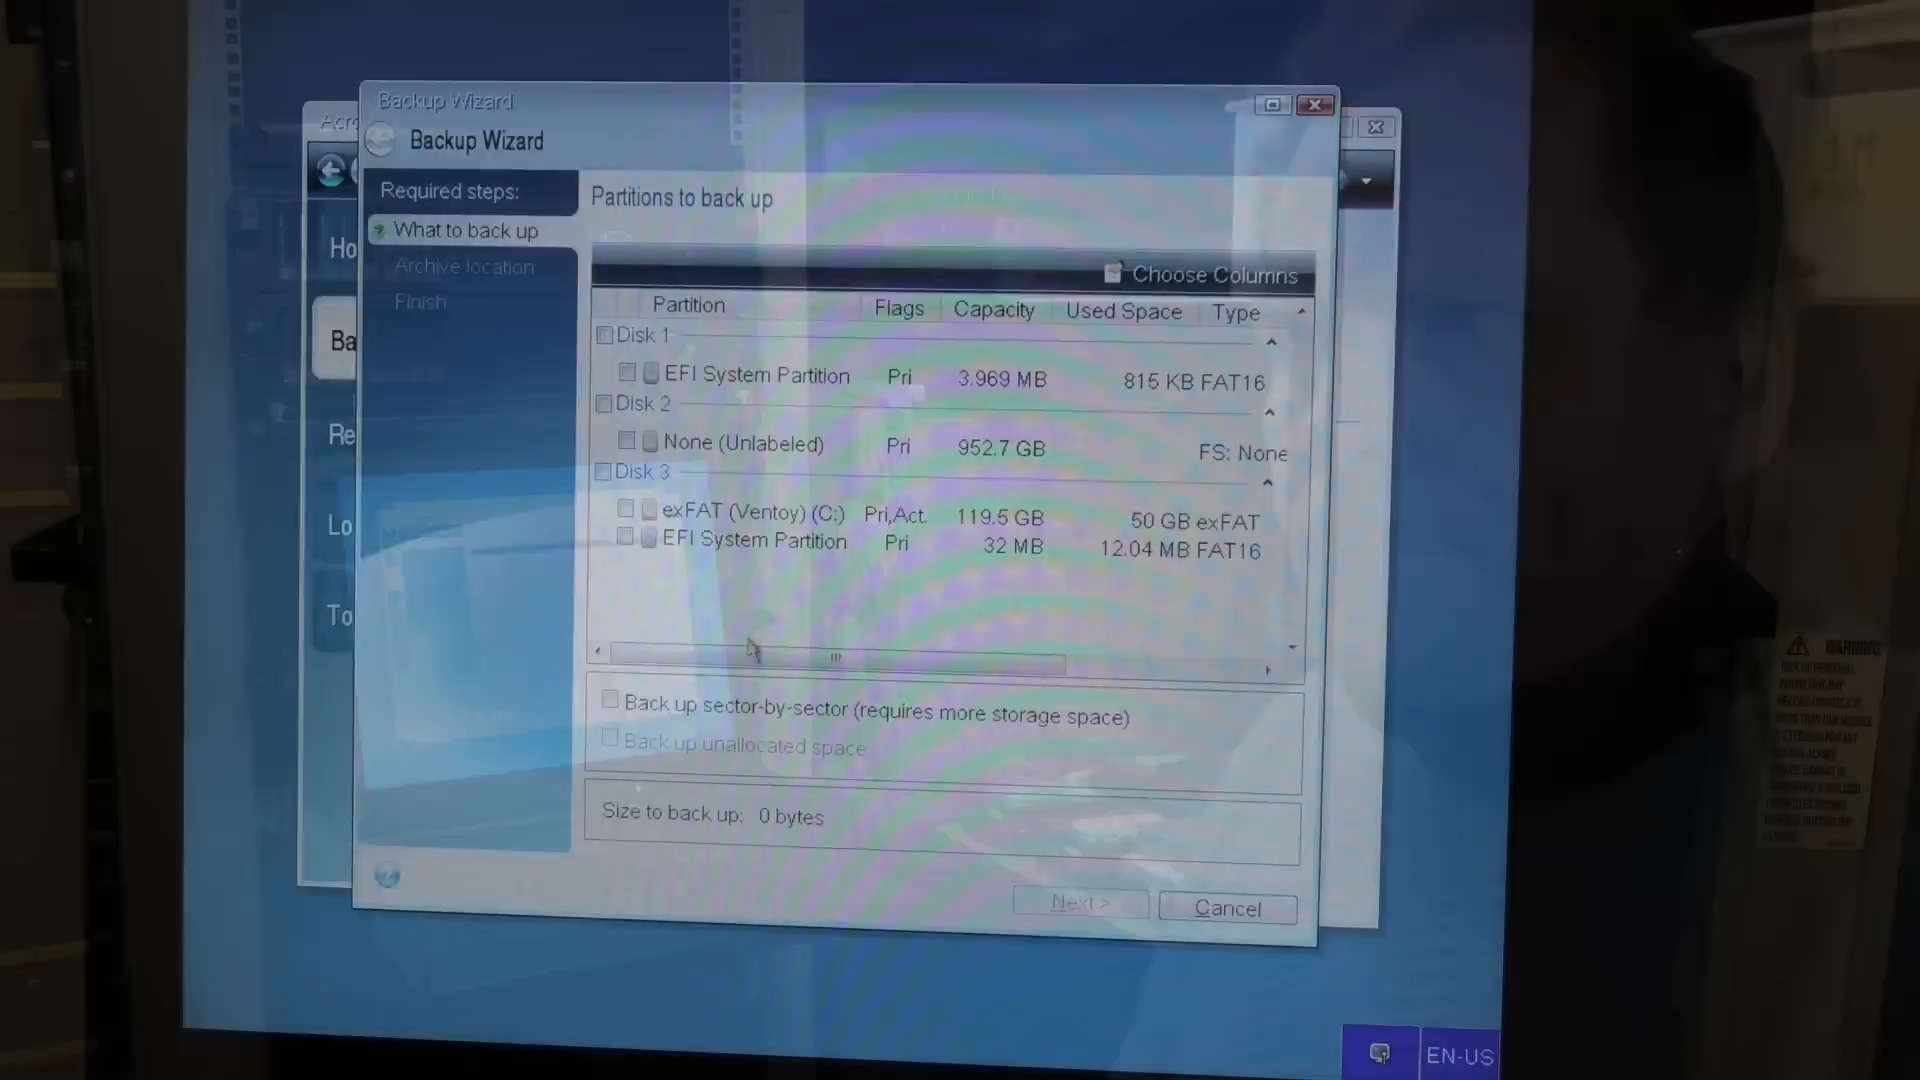 Backup Wizard
Acro
Backup Wizard
Required steps:
What to back up
Archive location
Finish
Ho
Ba
Re
Lo
To
Partitions to back up
Choose Columns
Partition Flags Capacity Used Space Type
Disk 1
EFI System Partition Pri 3.969 MB 815 KB FAT16
Disk 2
None (Unlabeled) Pri 952.7 GB FS: None
Disk 3
exFAT (Ventoy) (C:) Pri,Act. 119.5 GB 50 GB exFAT
EFI System Partition Pri 32 MB 12.04 MB FAT16
Back up sector-by-sector (requires more storage space)
Back up unallocated space
Size to back up: 0 bytes
Next >
Cancel
EN-US
WARNING